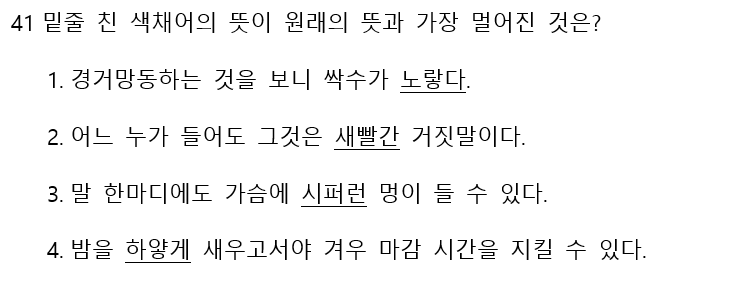 41 밑줄 친 색채어의 뜻이 원래의 뜻과 가장 멀어진 것은?
1. 경거망동하는 것을 보니 싹수가 노랗다.
2. 어느 누가 들어도 그것은 새빨간 거짓말이다.
3. 말 한마디에도 가슴에 시퍼런 멍이 들 수 있다.
4. 밤을 하얗게 새우고서야 겨우 마감 시간을 지킬 수 있다.